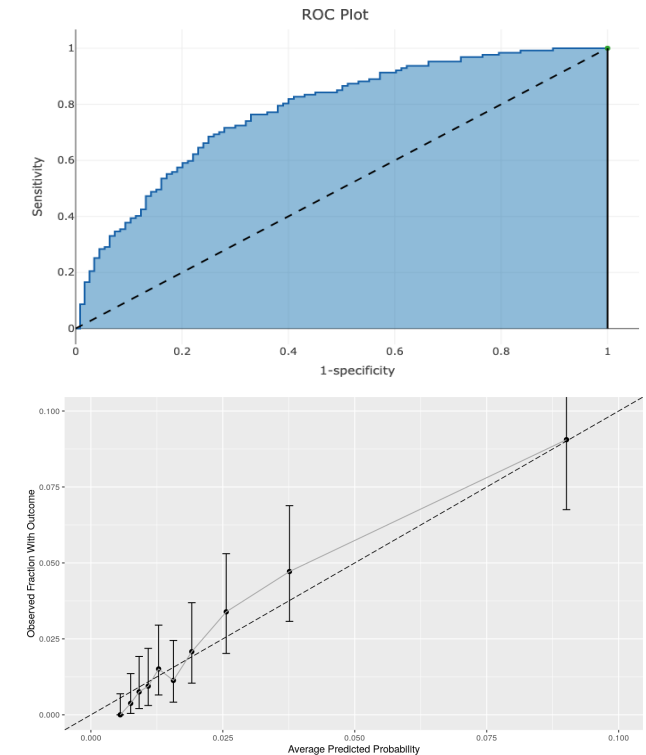 ROC Plot
1
0.8
0.6
0.4
0.2
0
Sensitivity
0 0.2 0.4 0.6 0.8 1
1-specificity
0.100
0.075
0.050
0.025
0.000
Observed Fraction With Outcome
0.000 0.025 0.050 0.075 0.100
Average Predicted Probability